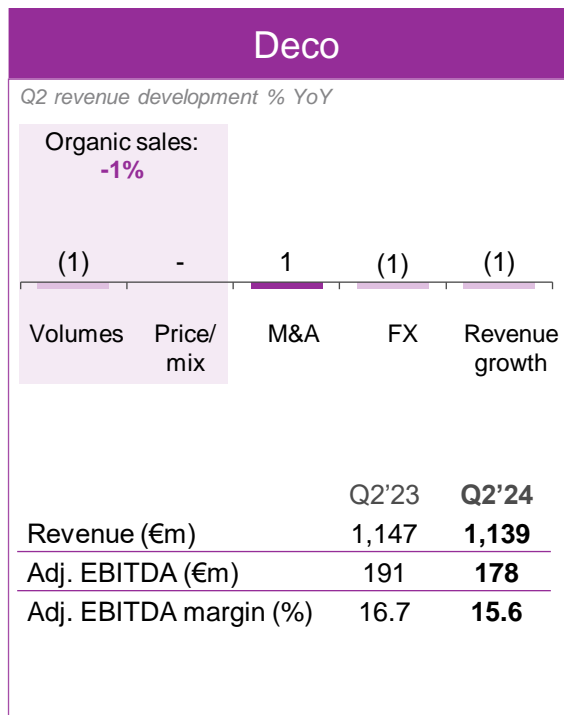 Deco
Q2 revenue development % YoY
Organic sales:
-1%
(1) - 1 (1) (1)
Volumes Price/ M&A FX Revenue
mix growth
Q2'23 Q2'24
Revenue (€m) 1,147 1,139
Adj. EBITDA (€m) 191 178
Adj. EBITDA margin (%) 16.7 15.6